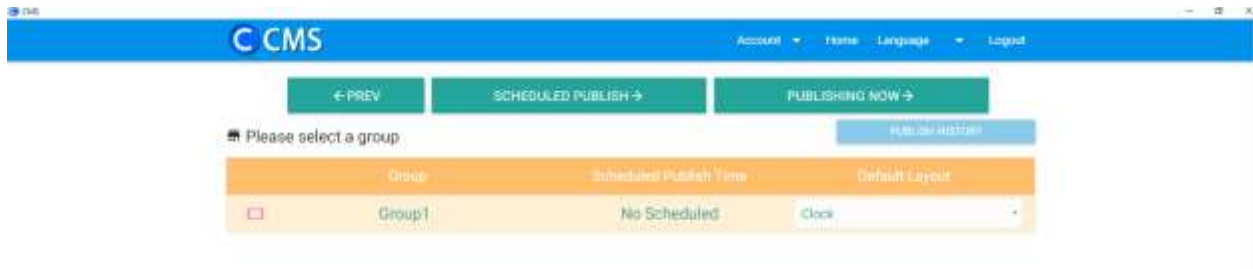 CMS
C CMS
Account Home Language Logout
← PREV SCHEDULED PUBLISH → PUBLISHING NOW →
Please select a group PUBLISH HISTORY
Group Scheduled Publish Time Default Layout
Group1 No Scheduled Clock